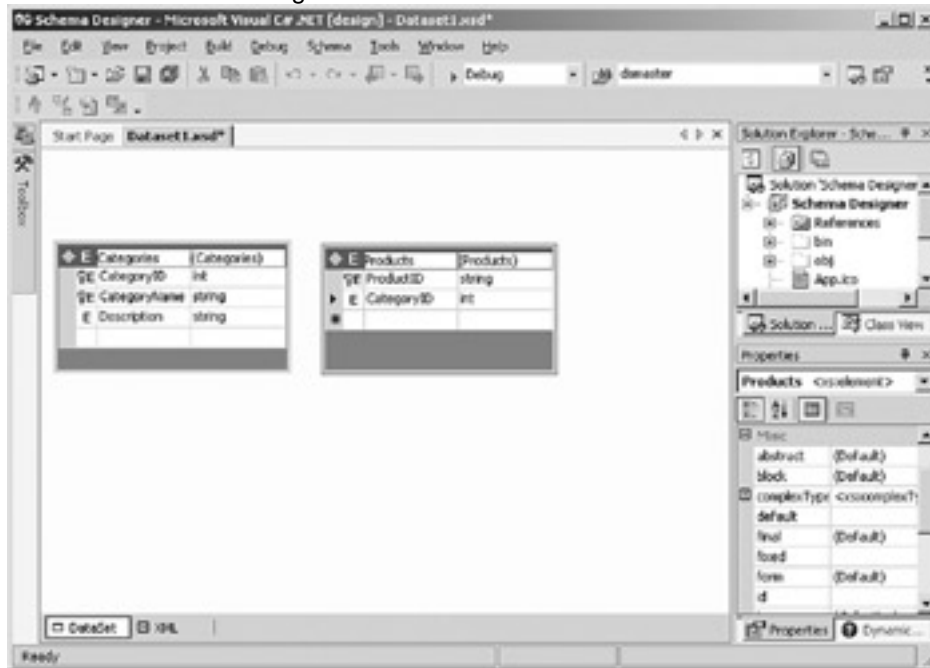 Schema Designer - Microsoft Visual C# .NET [design] - Dataset1.xsd*
File Edit View Project Build Debug Schema Tools Window Help
Debug
dsmaster
Start Page Dataset1.xsd*
Toolbox
E Categories (Categories)
E CategoryID int
E CategoryName string
E Description string
E Products (Products)
E ProductID string
E CategoryID int
DataSet XML
Solution Explorer - Sche...
Solution 'Schema Designer
Schema Designer
References
bin
obj
App.ico
Solution ... Class View
Properties
Products <xs:element>
Misc
abstract (Default)
block (Default)
complexType <xs:complexTy
default
final (Default)
fixed
form (Default)
id
Properties Dynamic...
Ready